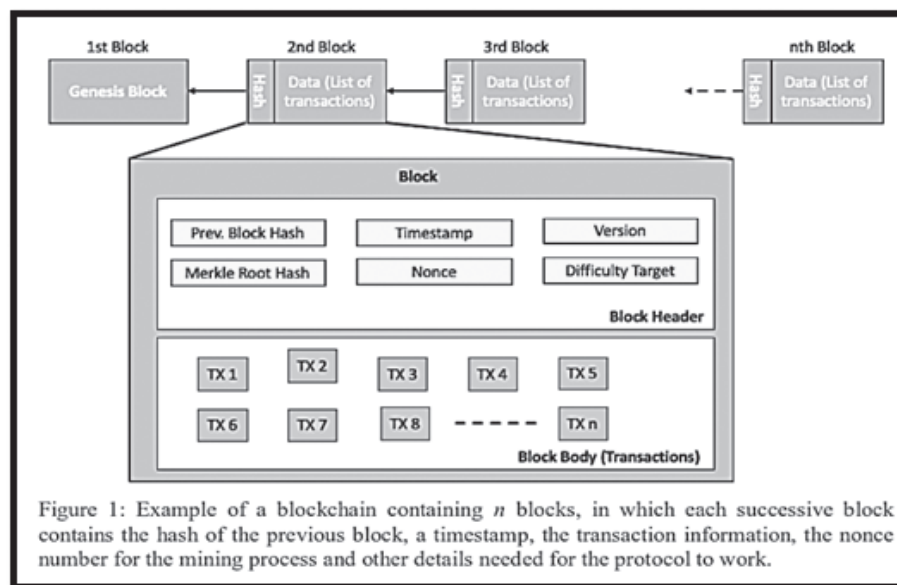 1st Block 2nd Block 3rd Block nth Block
Genesis Block Hash Data (List of transactions) Hash Data (List of transactions) Hash Data (List of transactions)
Block
Prev. Block Hash Timestamp Version
Merkle Root Hash Nonce Difficulty Target
Block Header
TX 1 TX 2 TX 3 TX 4 TX 5
TX 6 TX 7 TX 8 TX n
Block Body (Transactions)
Figure 1: Example of a blockchain containing n blocks, in which each successive block
contains the hash of the previous block, a timestamp, the transaction information, the nonce
number for the mining process and other details needed for the protocol to work.